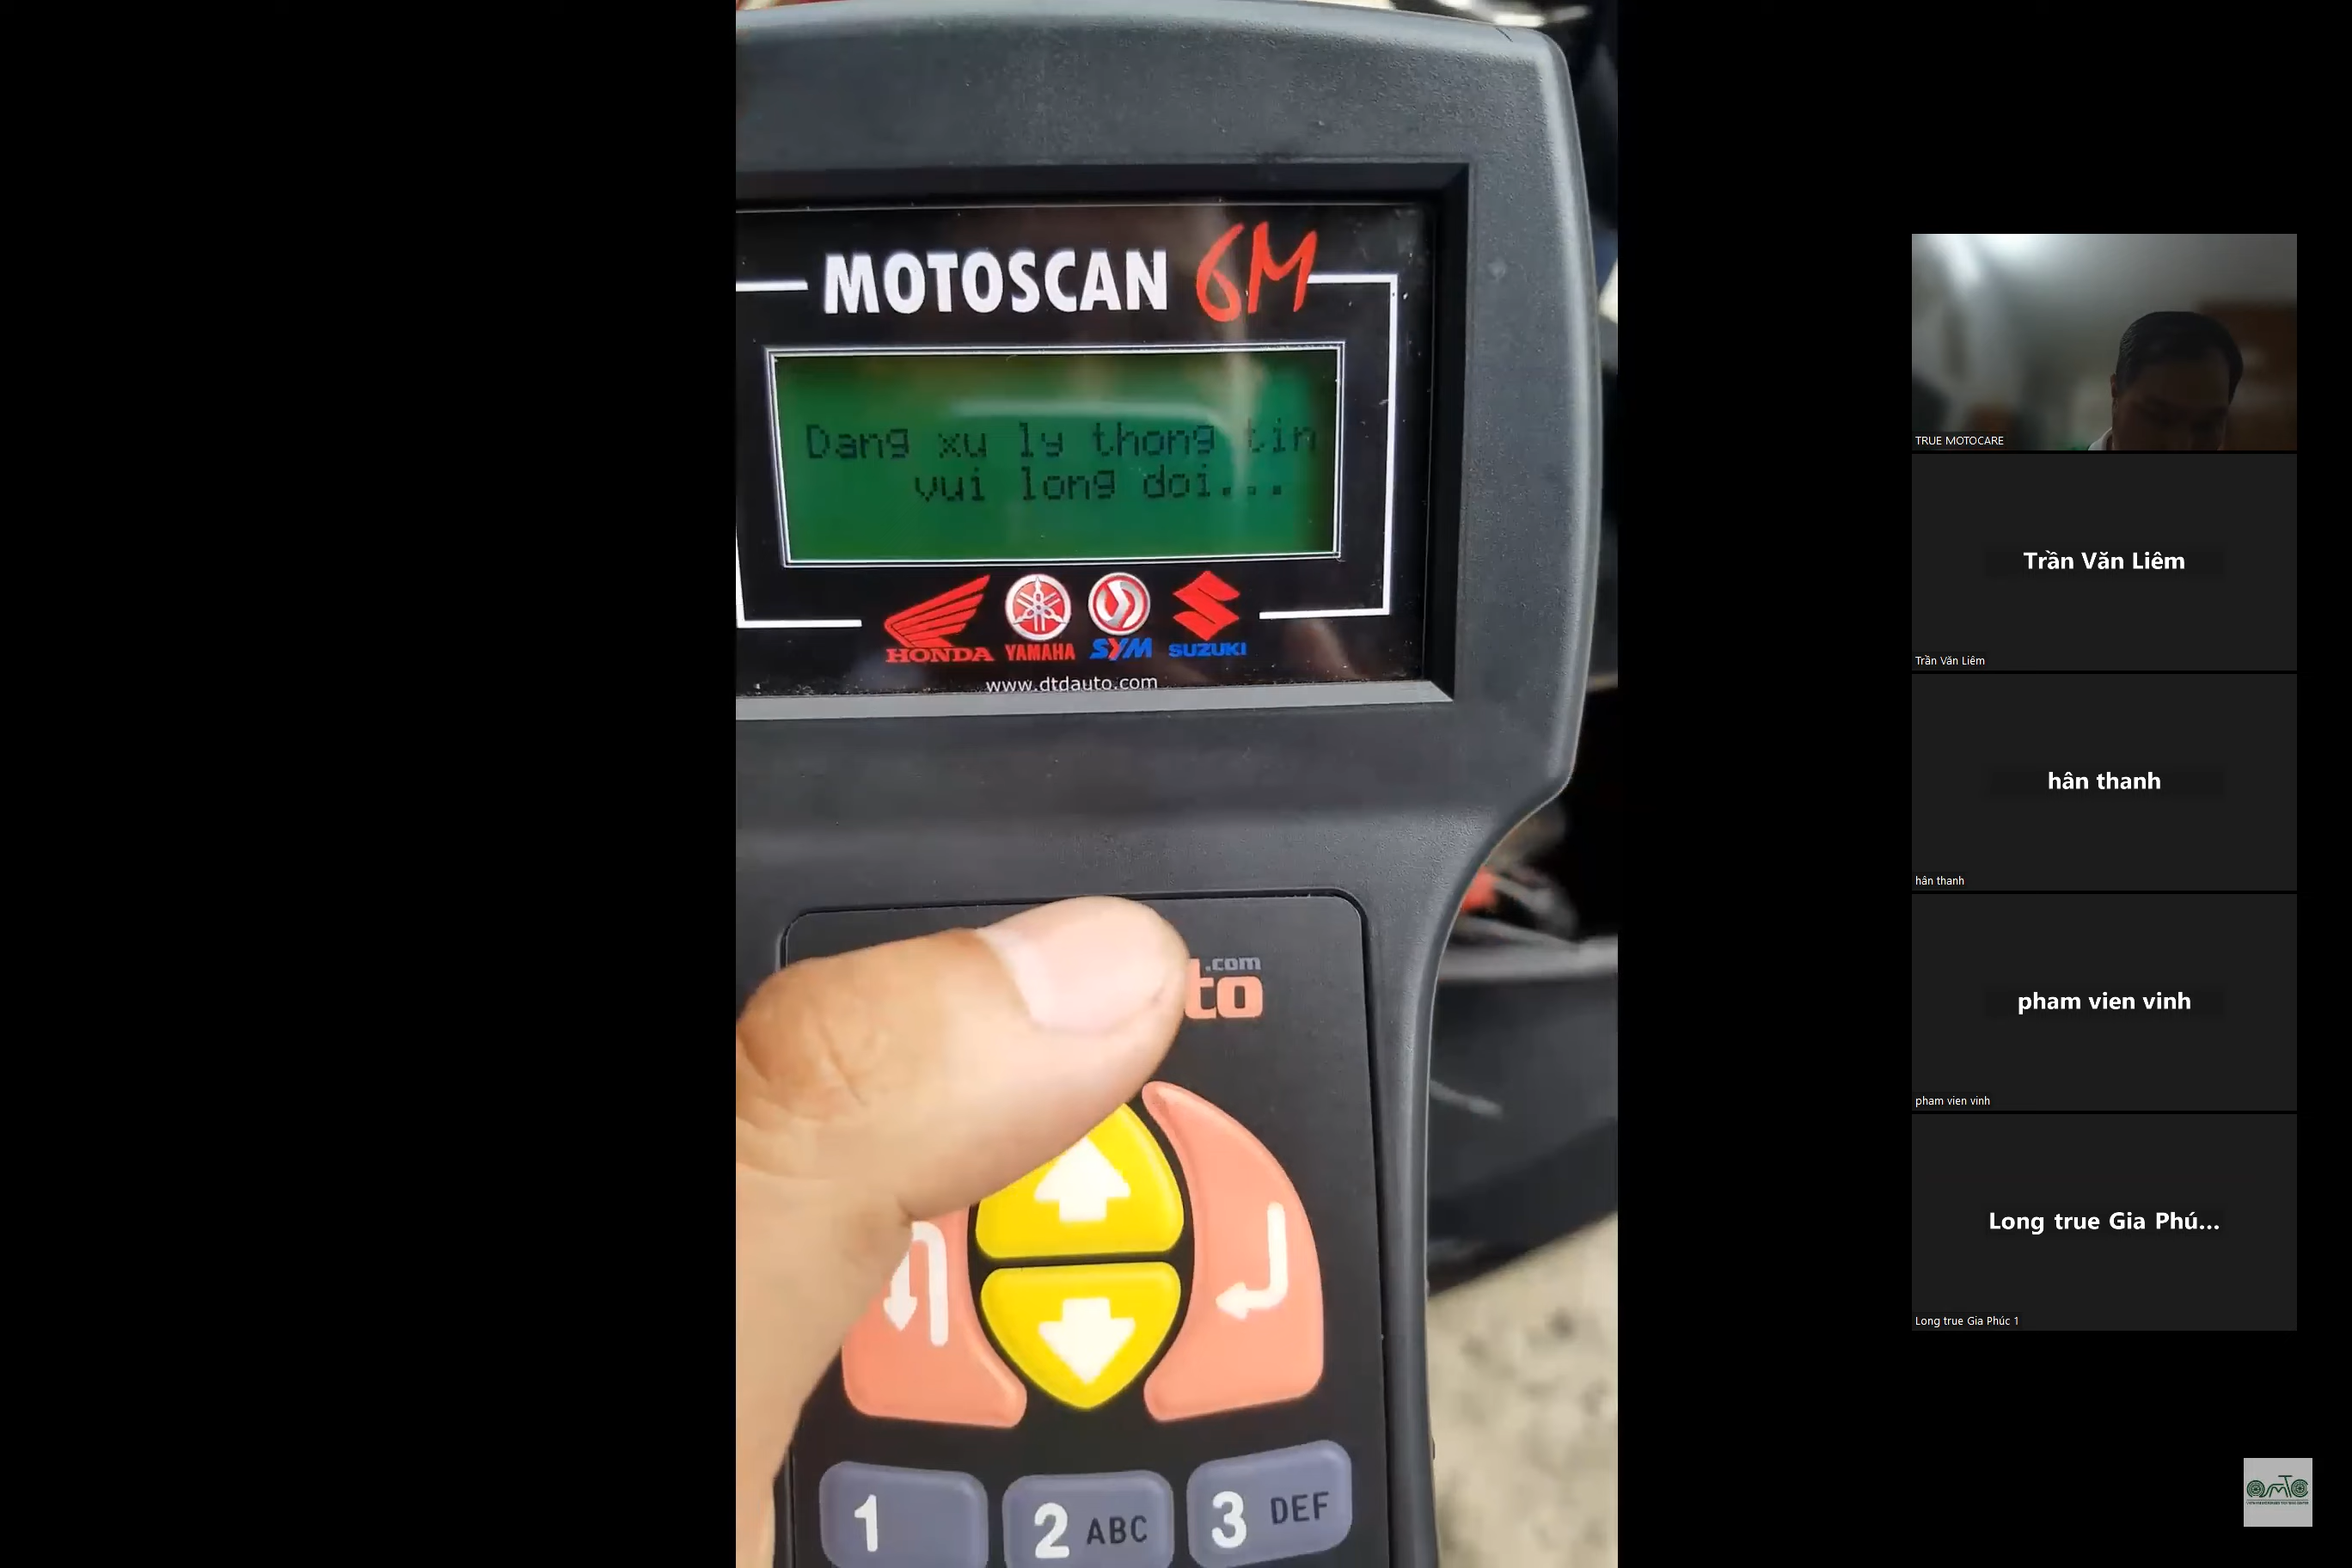 MOTOSCAN 6M
Dang xu ly thong tin
vui long doi...
HONDA YAMAHA SYM SUZUKI
www.dtdauto.com
.com
to
1 2 ABC 3 DEF
TRUE MOTOCARE
Trần Văn Liêm
Trần Văn Liêm
hân thanh
hân thanh
pham vien vinh
pham vien vinh
Long true Gia Phú...
Long true Gia Phúc 1